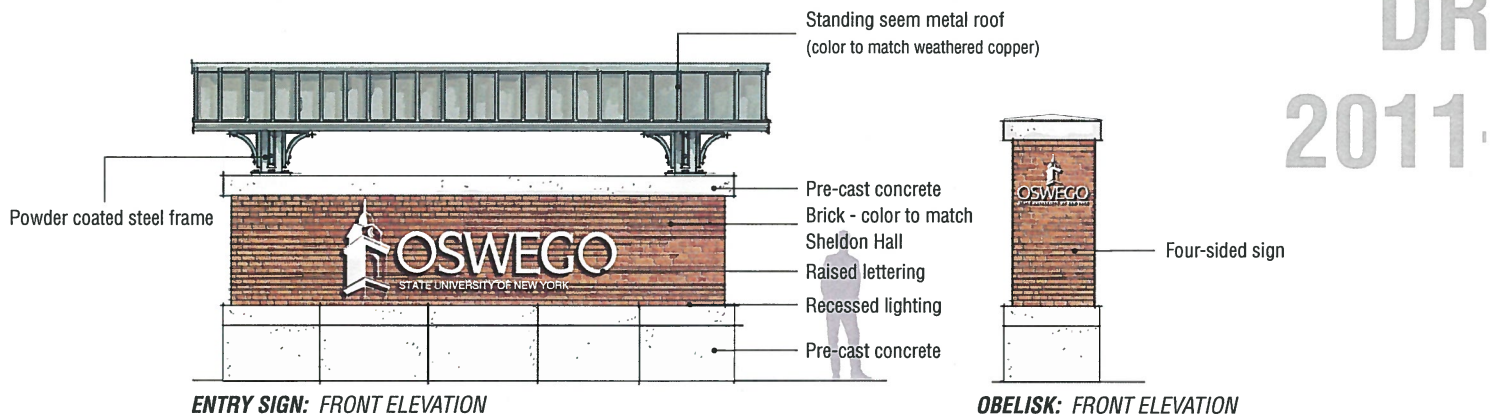 Standing seem metal roof
(color to match weathered copper)
DR
2011
Powder coated steel frame
Pre-cast concrete
Brick - color to match
Sheldon Hall
Raised lettering
Recessed lighting
Pre-cast concrete
OSWEGO
STATE UNIVERSITY OF NEW YORK
OSWEGO
Four-sided sign
ENTRY SIGN: FRONT ELEVATION
OBELISK: FRONT ELEVATION